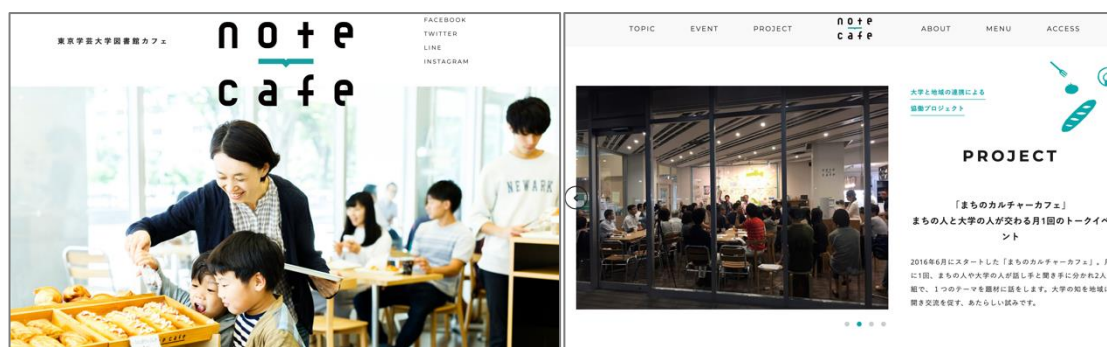 東京学芸大学図書館カフェ
note
cafe
FACEBOOK
TWITTER
LINE
INSTAGRAM
NEWARK
TOPIC
EVENT
PROJECT
note
cafe
ABOUT
MENU
ACCESS
大学と地域の連携による
協働プロジェクト
PROJECT
「まちのカルチャーカフェ」
まちの人と大学の人が交わる月1回のトークイベ
ント
2016年6月にスタートした「まちのカルチャーカフェ」。月
に1回、まちの人や大学の人が話し手と聞き手に分かれ2人
組で、1つのテーマを題材に話をします。大学の知を地域に
開き交流を促す、あたらしい試みです。